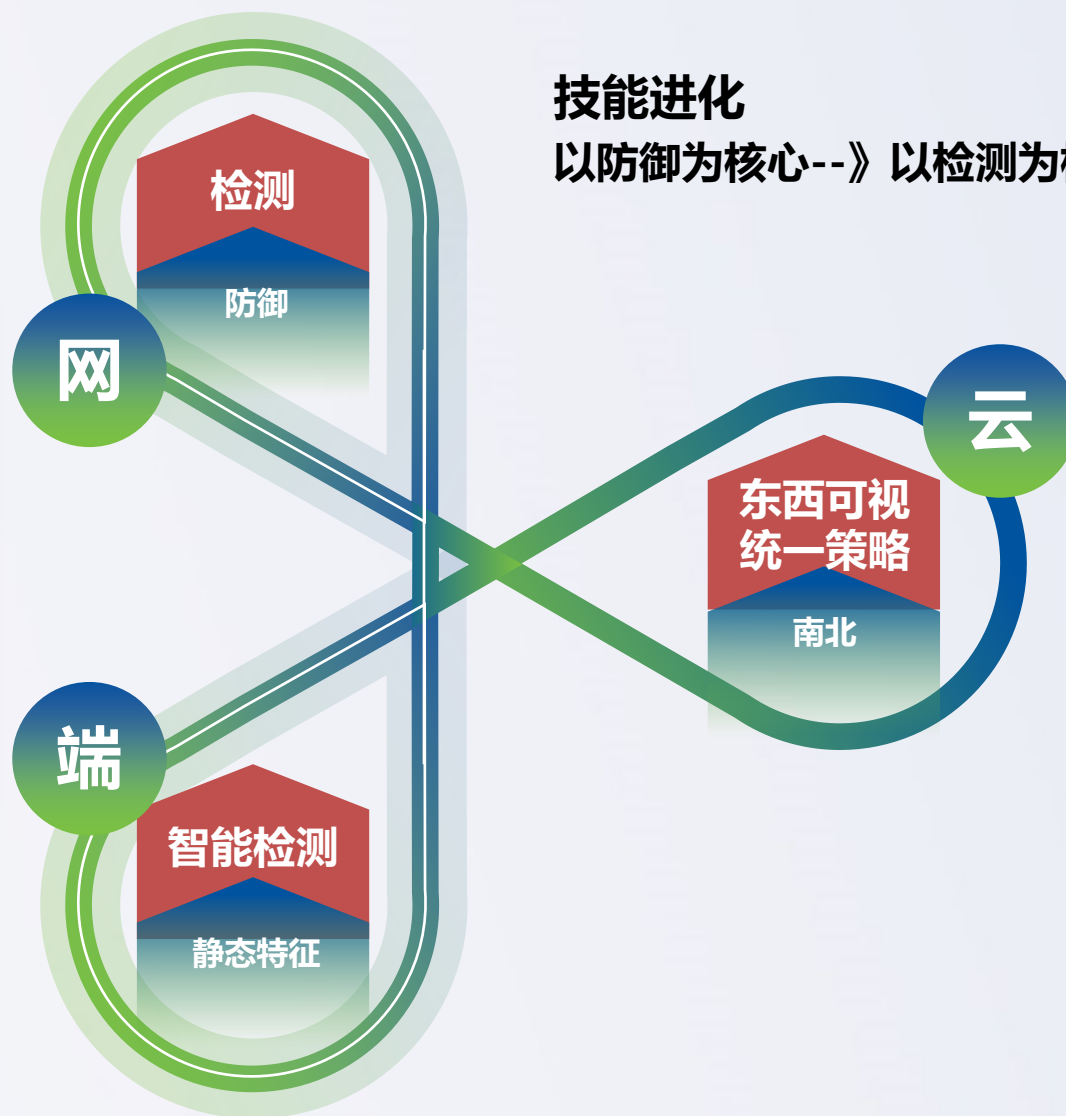 技能进化
以防御为核心--》以检测为
检测
防御
网
云
东西可视
统一策略
南北
端
智能检测
静态特征